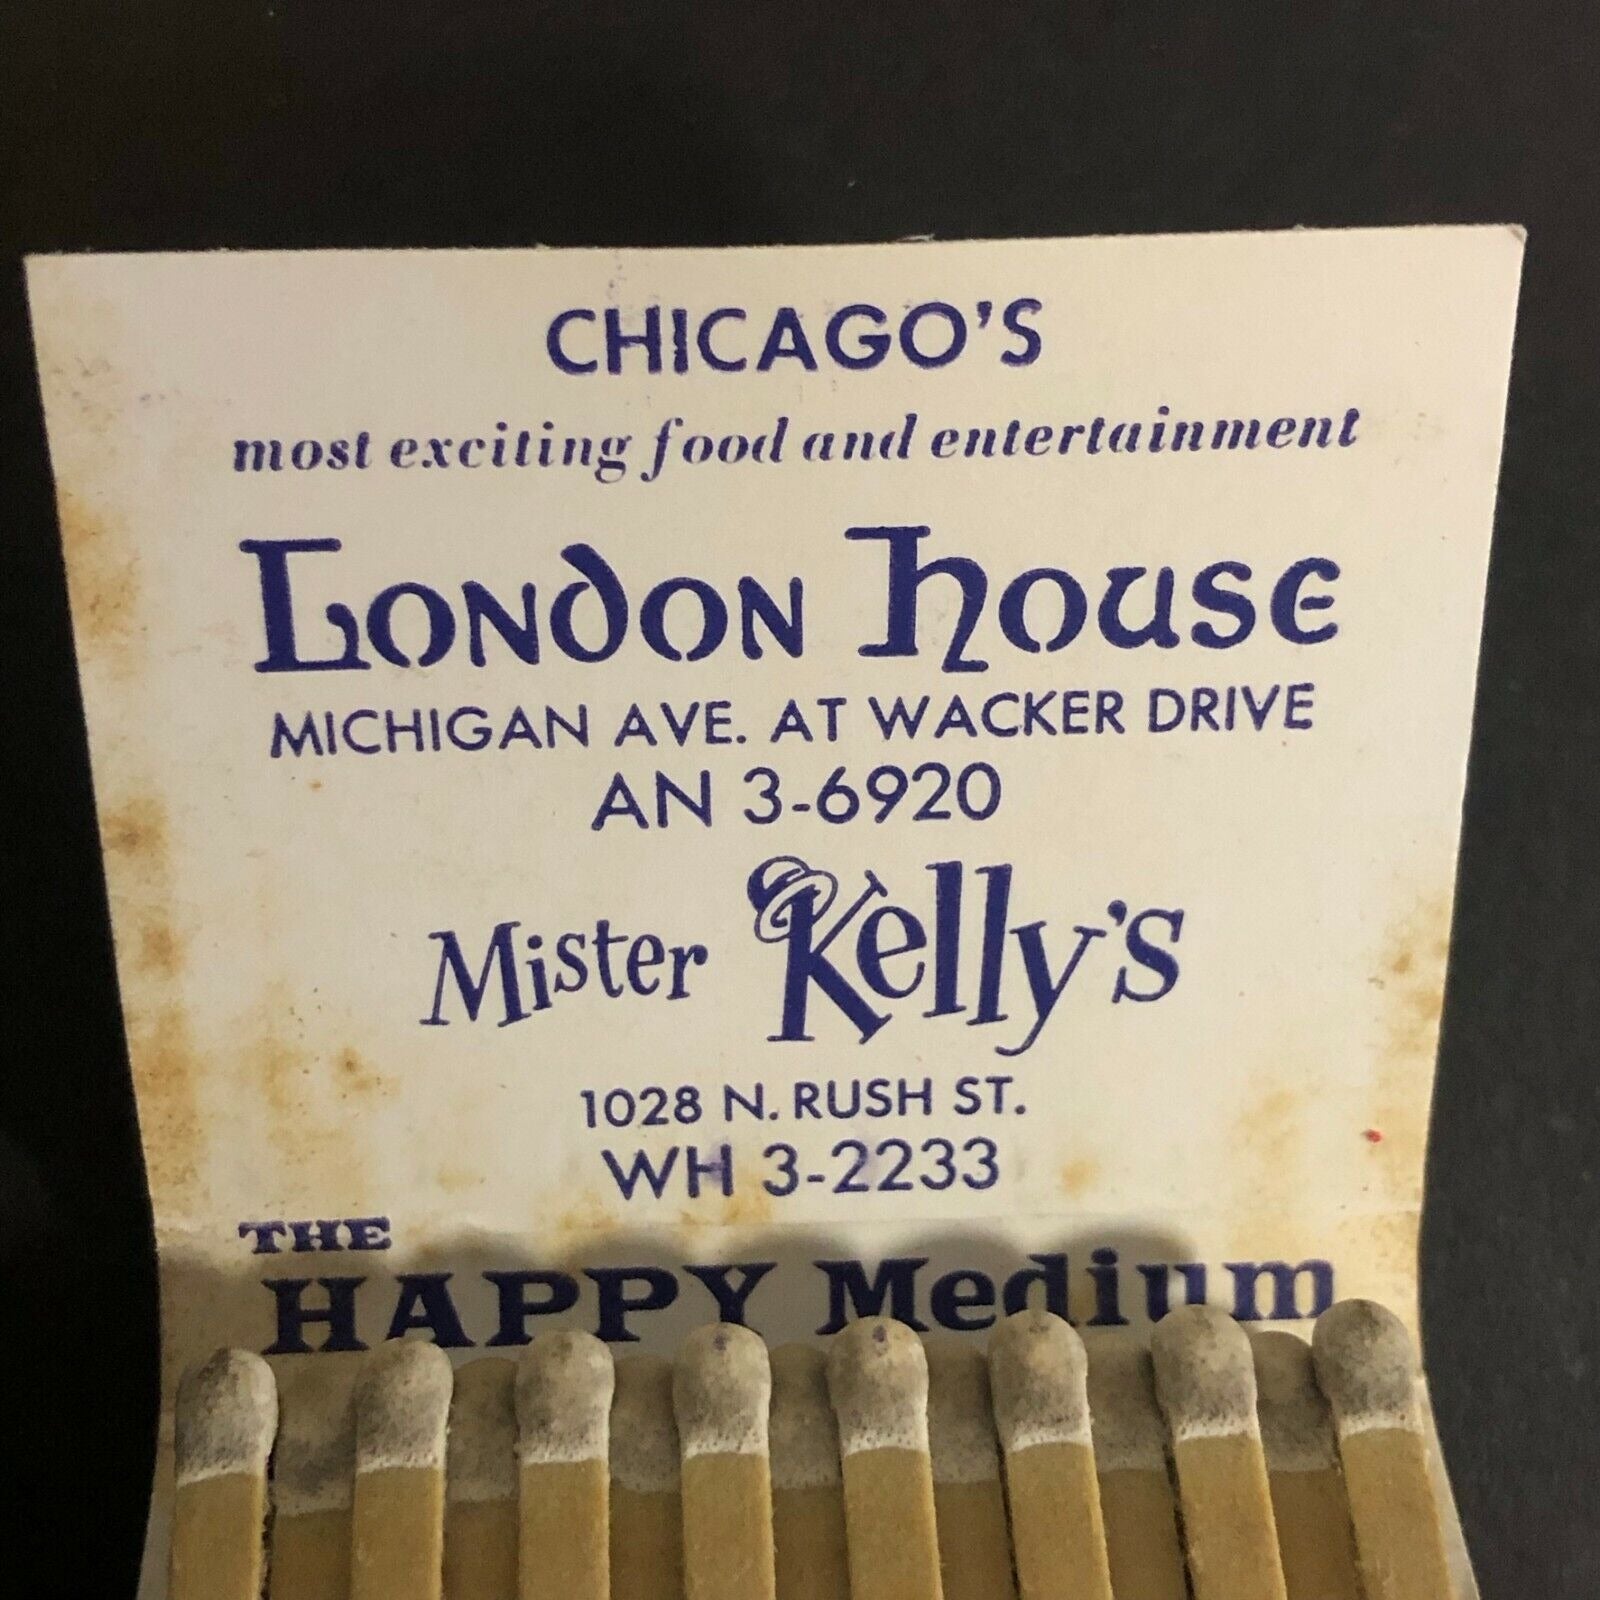 CHICAGO'S
most exciting food and entertainment
London House
MICHIGAN AVE. AT WACKER DRIVE
AN 3-6920
Mister Kelly's
1028 N. RUSH ST.
WH 3-2233
THE
HAPPY Medium